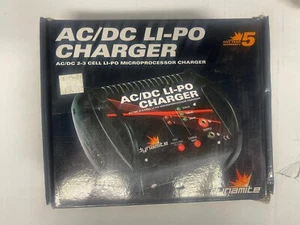 AC/DC LI-PO
CHARGER
AC/DC 2-3 CELL LI-PO MICROPROCESSOR CHARGER
5
AC/DC LI-PO
CHARGER
dynamite
dynamite